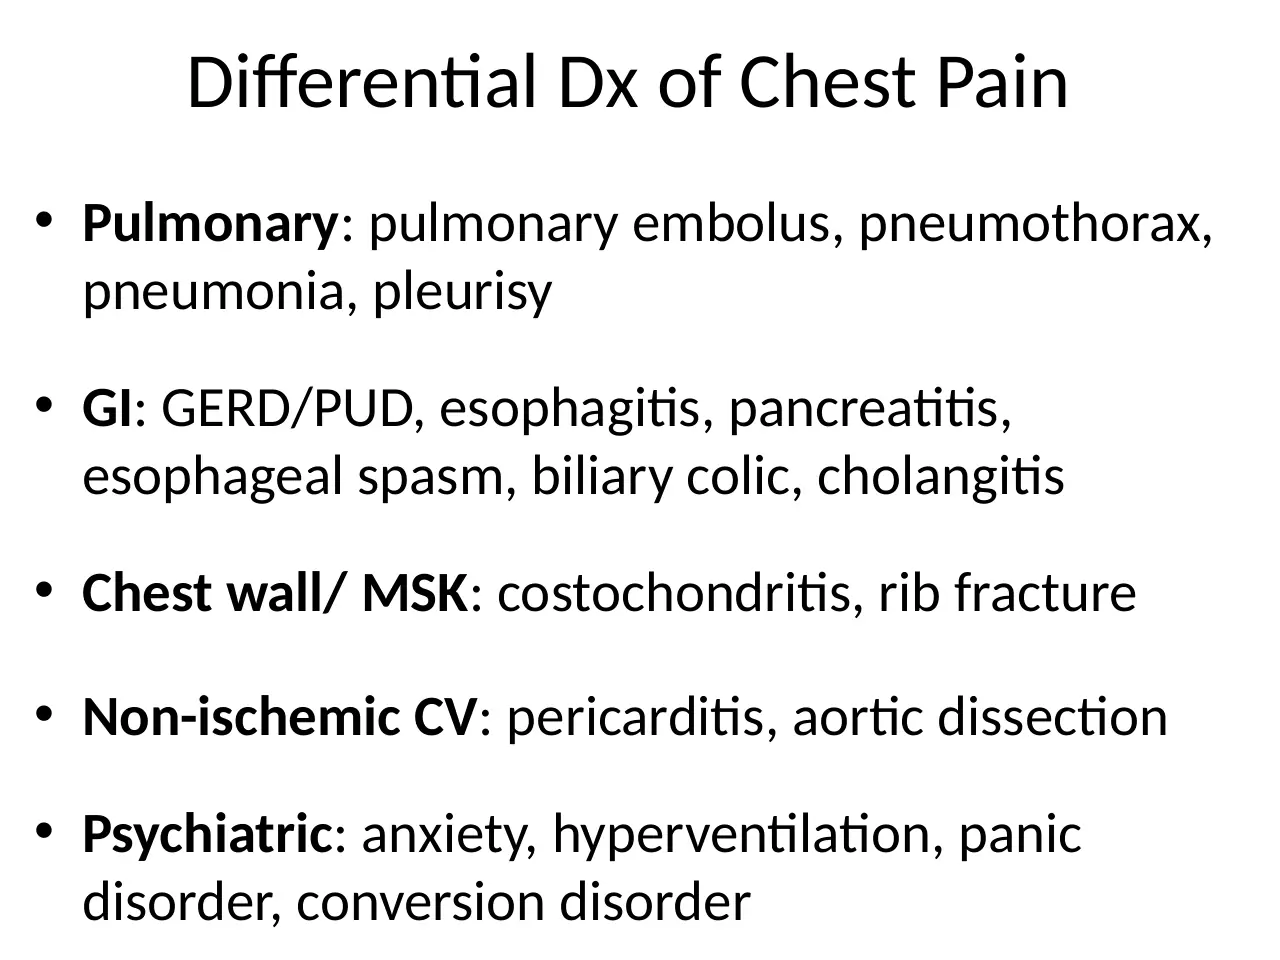 Differential Dx of Chest Pain
• Pulmonary: pulmonary embolus, pneumothorax,
pneumonia, pleurisy
• GI: GERD/PUD, esophagitis, pancreatitis,
esophageal spasm, biliary colic, cholangitis
• Chest wall/ MSK: costochondritis, rib fracture
• Non-ischemic CV: pericarditis, aortic dissection
• Psychiatric: anxiety, hyperventilation, panic
disorder, conversion disorder